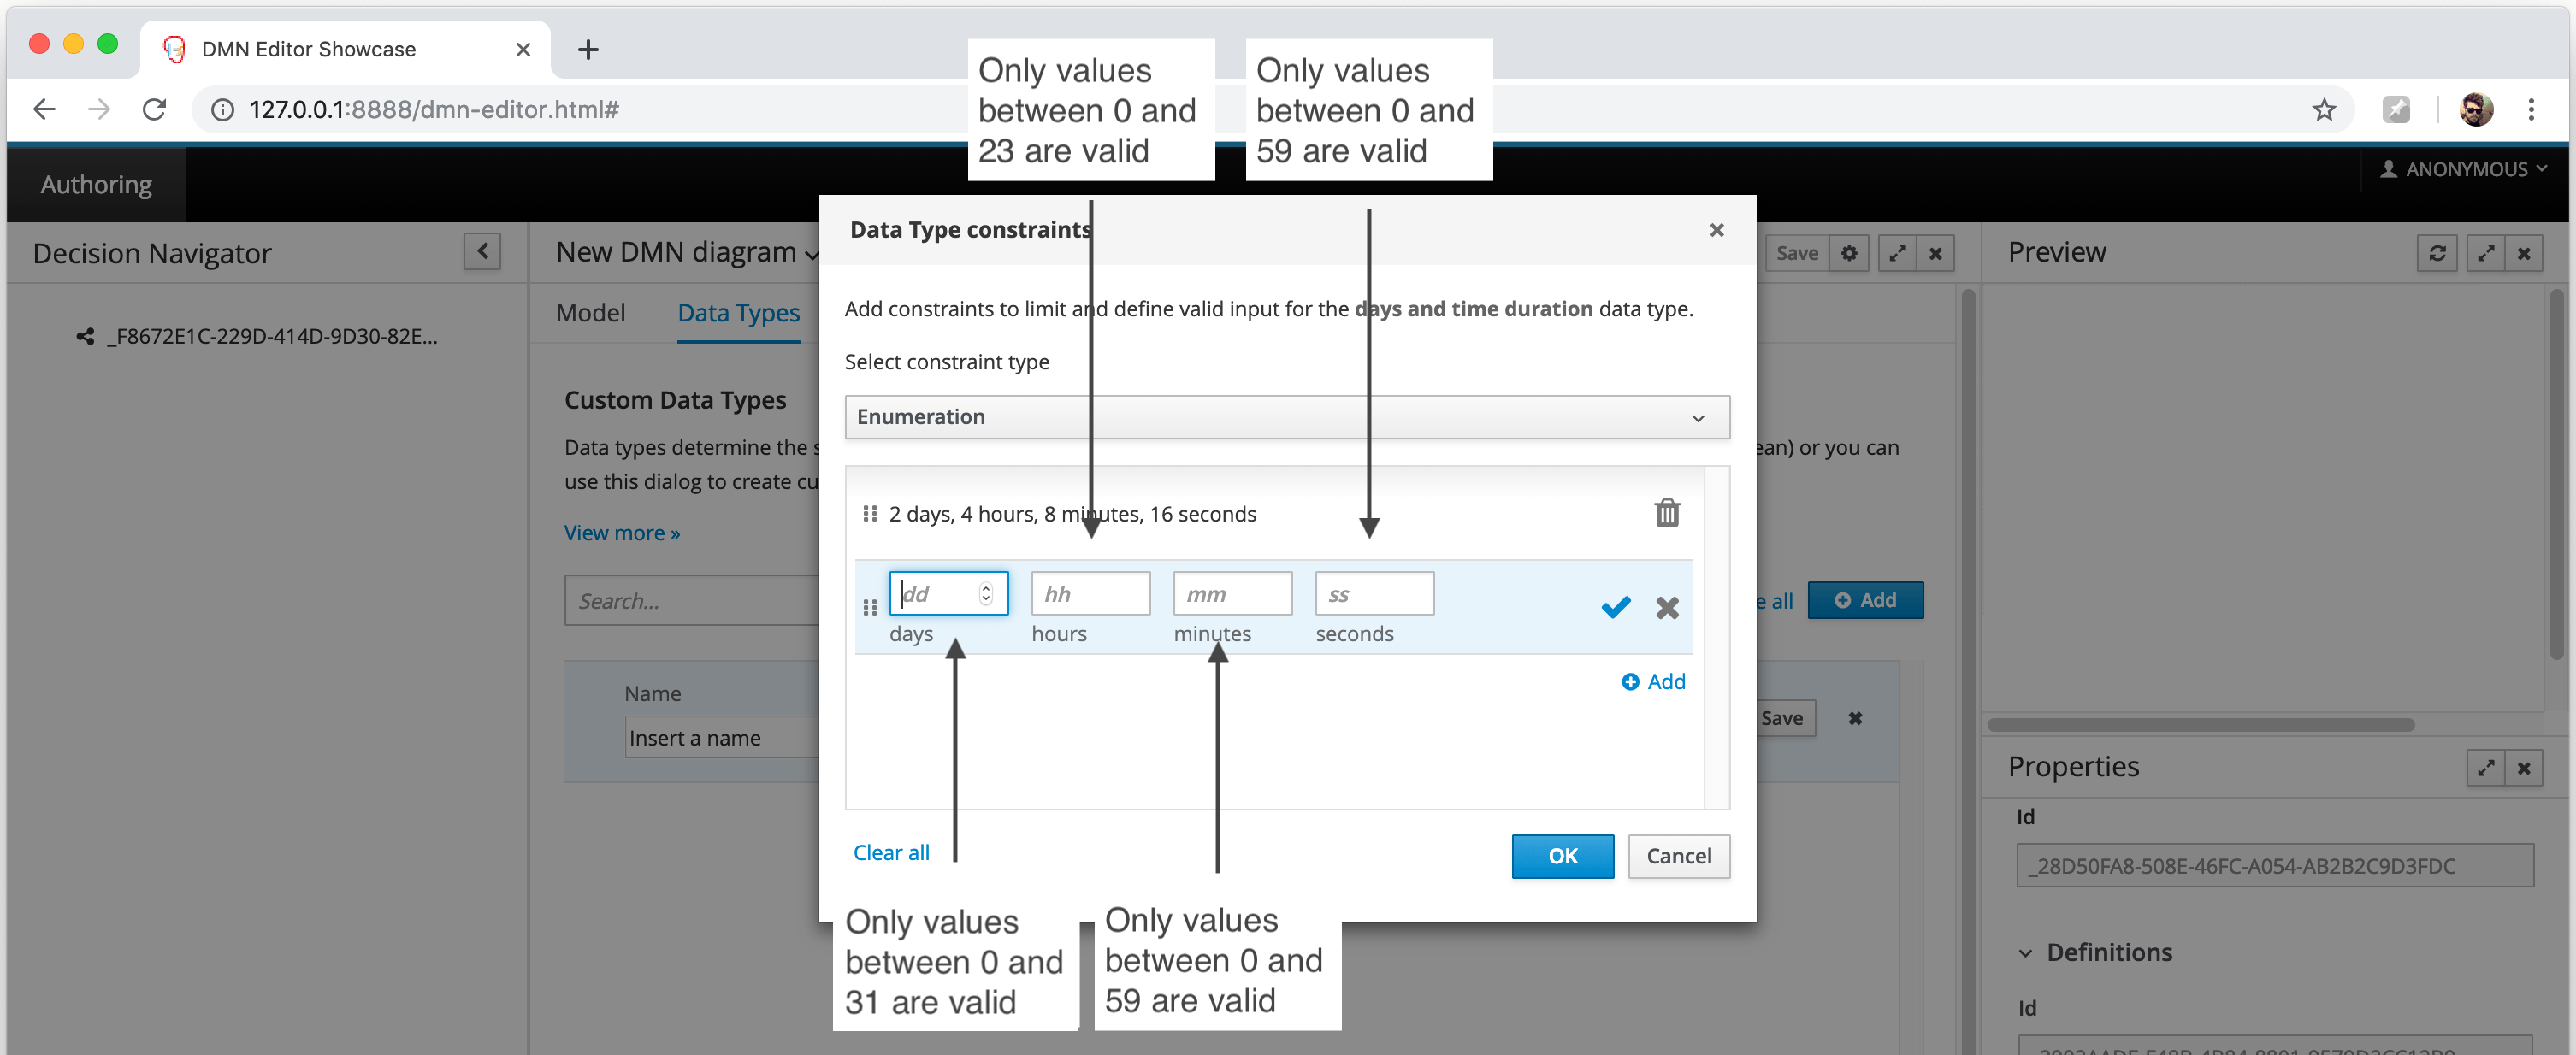 DMN Editor Showcase
127.0.0.1:8888/dmn-editor.html#
Only values
between 0 and
23 are valid
Only values
between 0 and
59 are valid
Authoring
ANONYMOUS
Decision Navigator
_F8672E1C-229D-414D-9D30-82E...
New DMN diagram
Save
Model
Data Types
Custom Data Types
Data types determine the s
ean) or you can
use this dialog to create cu
View more »
Search...
e all
Add
Name
Insert a name
Save
Data Type constraints
Add constraints to limit and define valid input for the days and time duration data type.
Select constraint type
Enumeration
2 days, 4 hours, 8 minutes, 16 seconds
dd
hh
mm
ss
days
hours
minutes
seconds
Add
Clear all
OK
Cancel
Only values
between 0 and
31 are valid
Only values
between 0 and
59 are valid
Preview
Properties
Id
_28D50FA8-508E-46FC-A054-AB2B2C9D3FDC
Definitions
Id